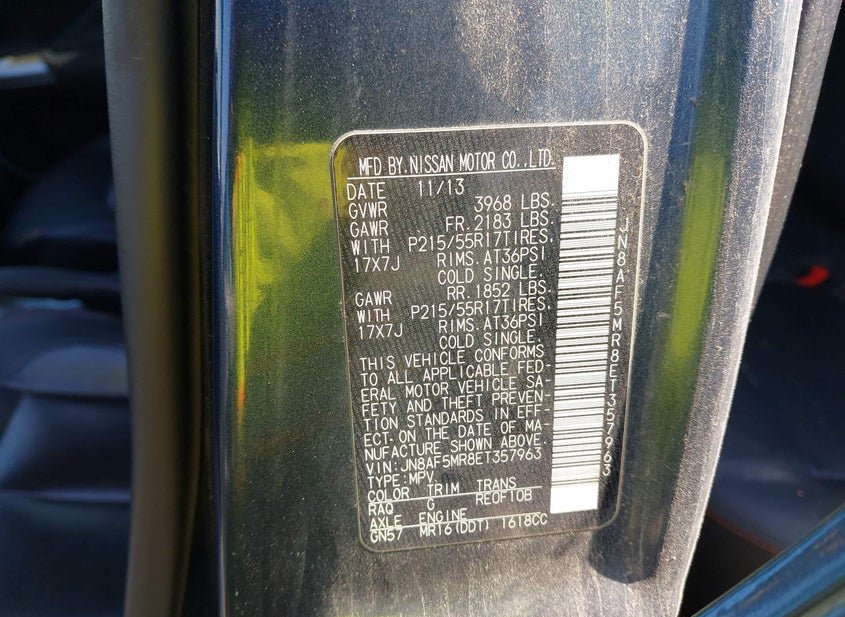 MFD BY.NISSAN MOTOR CO.,LTD.
DATE 11/13
GVWR 3968 LBS.
GAWR FR. 2183 LBS.
WITH P215/55R17TIRES.
17X7J RIMS. AT36PSI
COLD SINGLE.
GAWR RR. 1852 LBS.
WITH P215/55R17TIRES.
17X7J RIMS. AT36PSI
COLD SINGLE.
THIS VEHICLE CONFORMS
TO ALL APPLICABLE FED-
ERAL MOTOR VEHICLE SA-
FETY AND THEFT PREVEN-
TION STANDARDS IN EFF-
ECT. ON THE DATE OF MA-
NUFACTURE SHOWN ABOVE.
VIN: JN8AF5MR8ET357963
TYPE: MPV
COLOR TRIM TRANS
RAQ G RE0F10B
AXLE ENGINE
GN57 MR16(DDT) 1618CC
JN8AF5MR8ET357963